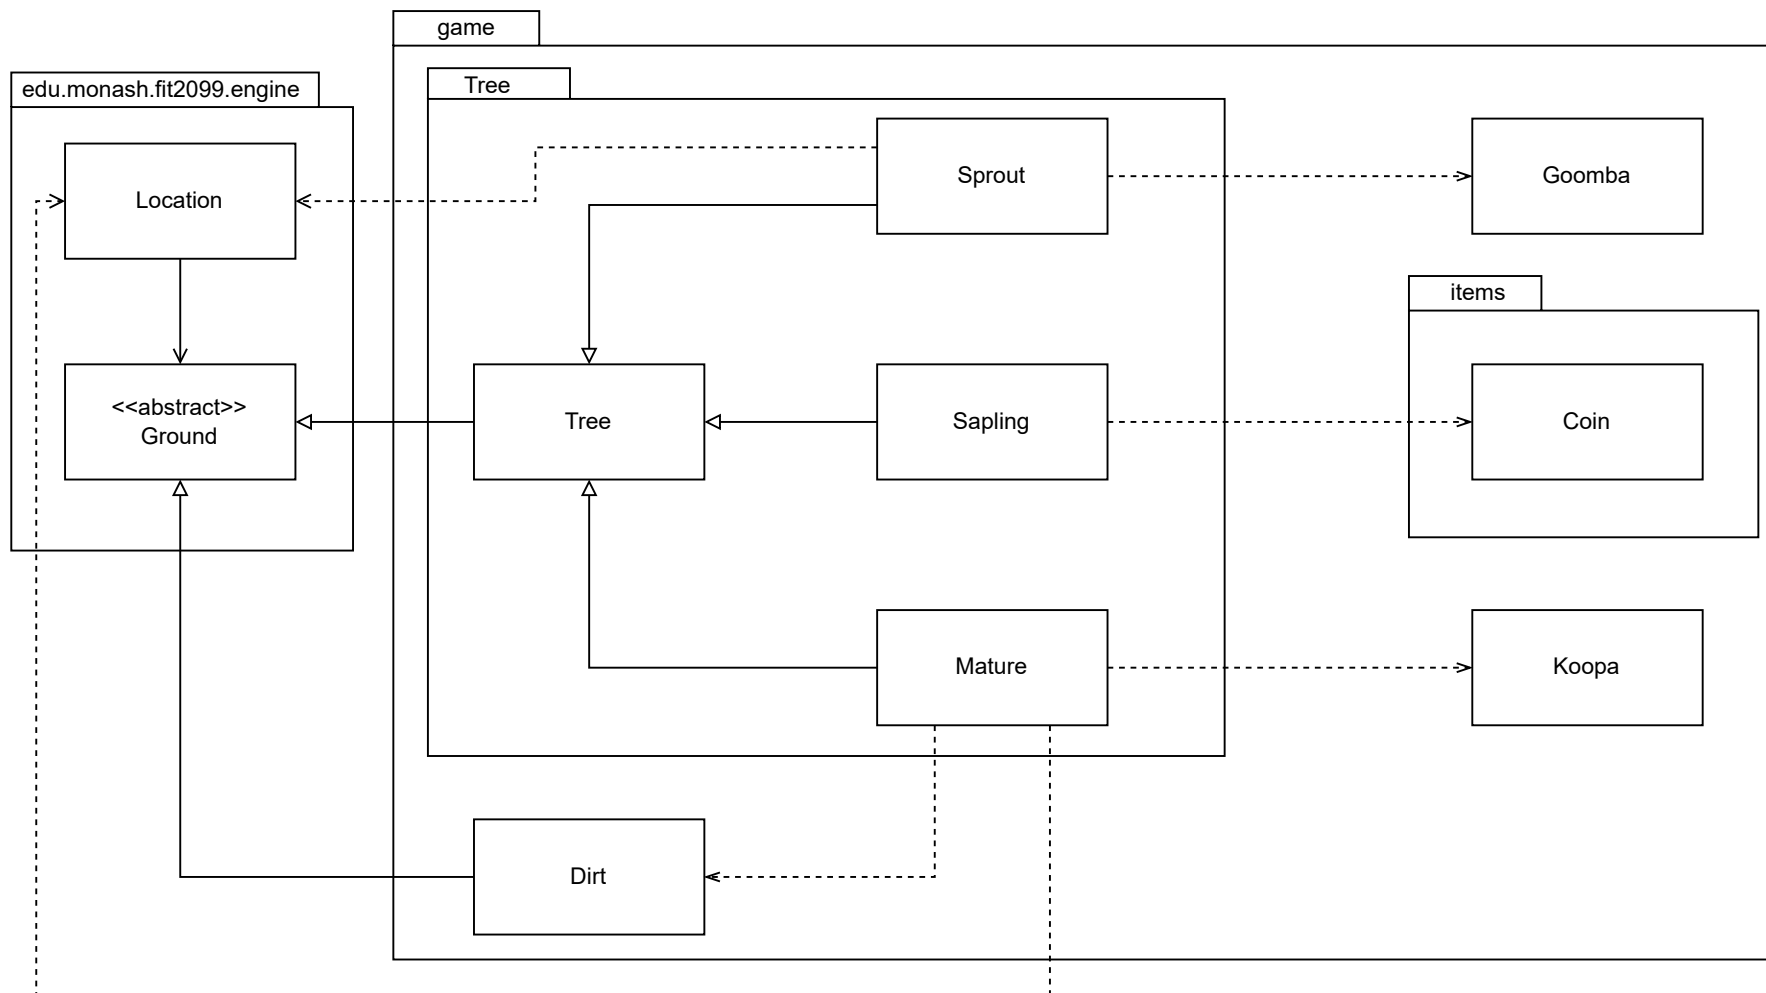 game
edu.monash.fit2099.engine
Tree
Location
Sprout
Goomba
items
<<abstract>>
Ground
Tree
Sapling
Coin
Mature
Koopa
Dirt